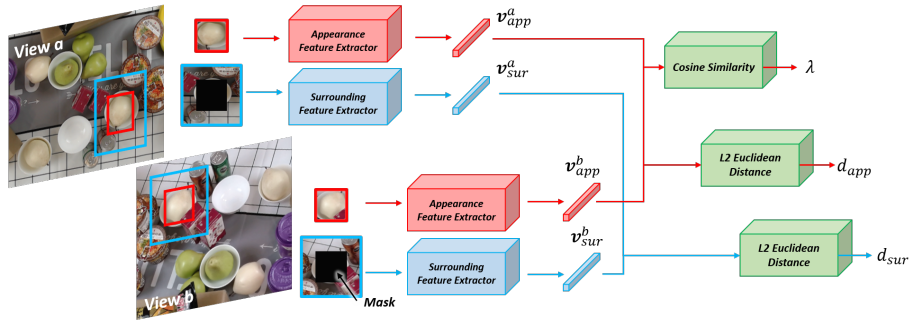 View a
Appearance
Feature Extractor
v^a_app
Surrounding
Feature Extractor
v^a_sur
Cosine Similarity
λ
L2 Euclidean
Distance
d_app
View b
Appearance
Feature Extractor
v^b_app
Surrounding
Feature Extractor
v^b_sur
Mask
L2 Euclidean
Distance
d_sur